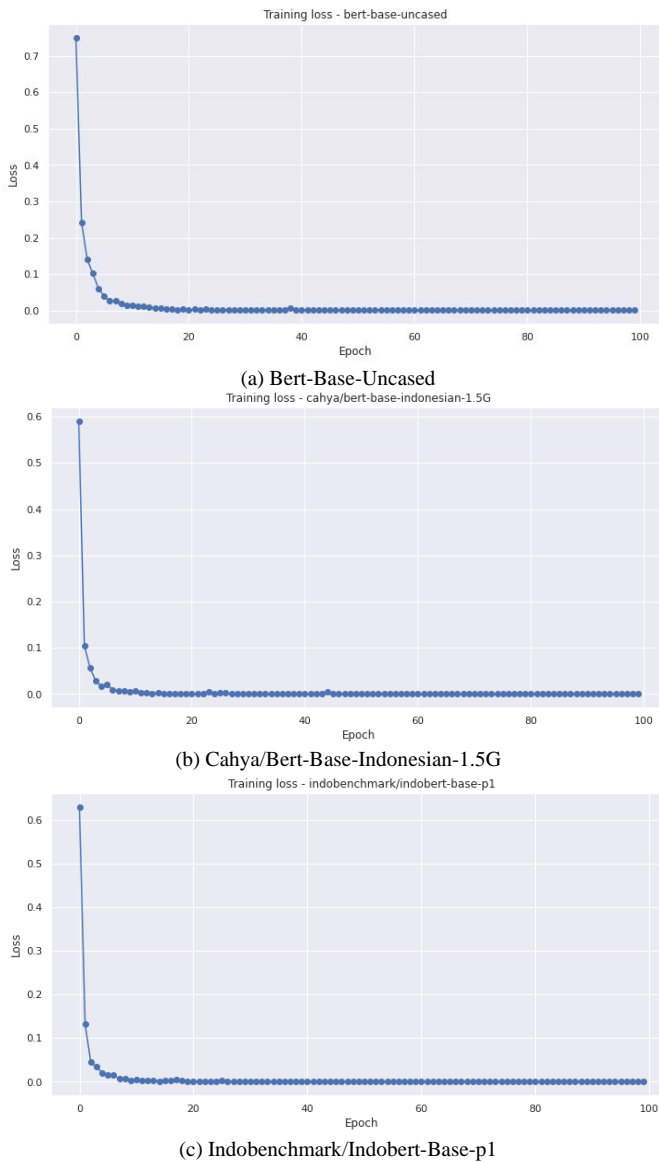 Training loss - bert-base-uncased
0.7
0.6
0.5
0.4
0.3
0.2
0.1
0.0
Loss
0 20 40 60 80 100
Epoch
(a) Bert-Base-Uncased
Training loss - cahya/bert-base-indonesian-1.5G
0.6
0.5
0.4
0.3
0.2
0.1
0.0
Loss
0 20 40 60 80 100
Epoch
(b) Cahya/Bert-Base-Indonesian-1.5G
Training loss - indobenchmark/indobert-base-p1
0.6
0.5
0.4
0.3
0.2
0.1
0.0
Loss
0 20 40 60 80 100
Epoch
(c) Indobenchmark/Indobert-Base-p1